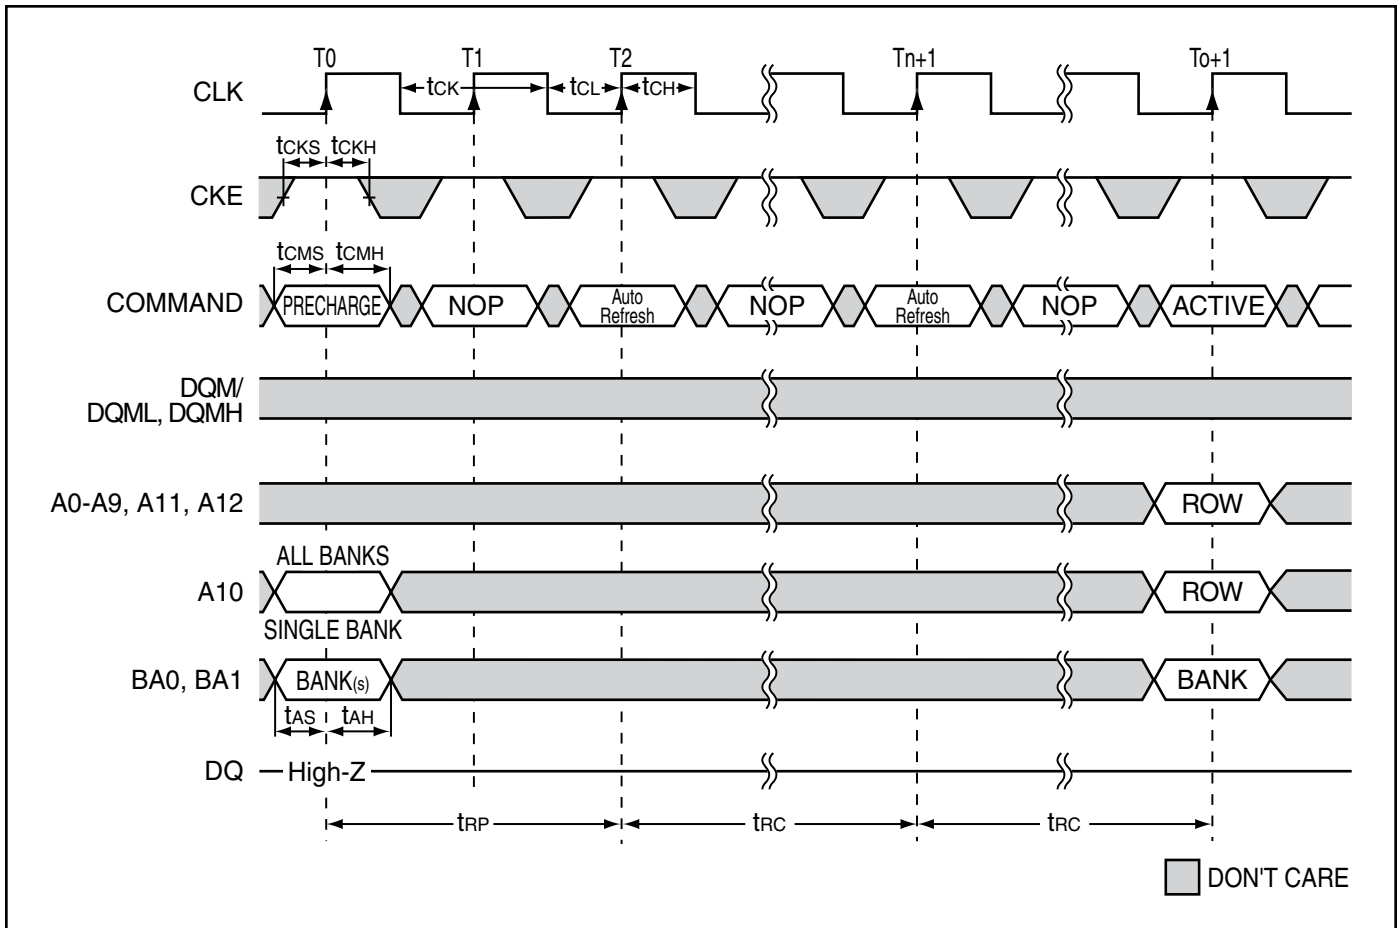 T0 T1 T2 Tn+1 To+1
CLK tCK tCL tCH
tCKS tCKH
CKE
tCMS tCMH
COMMAND PRECHARGE NOP Auto Refresh NOP Auto Refresh NOP ACTIVE
DQM/
DQML, DQMH
A0-A9, A11, A12 ROW
ALL BANKS
A10 ROW
SINGLE BANK
BA0, BA1 BANK(s) BANK
tAS tAH
DQ High-Z
tRP tRC tRC
DON'T CARE